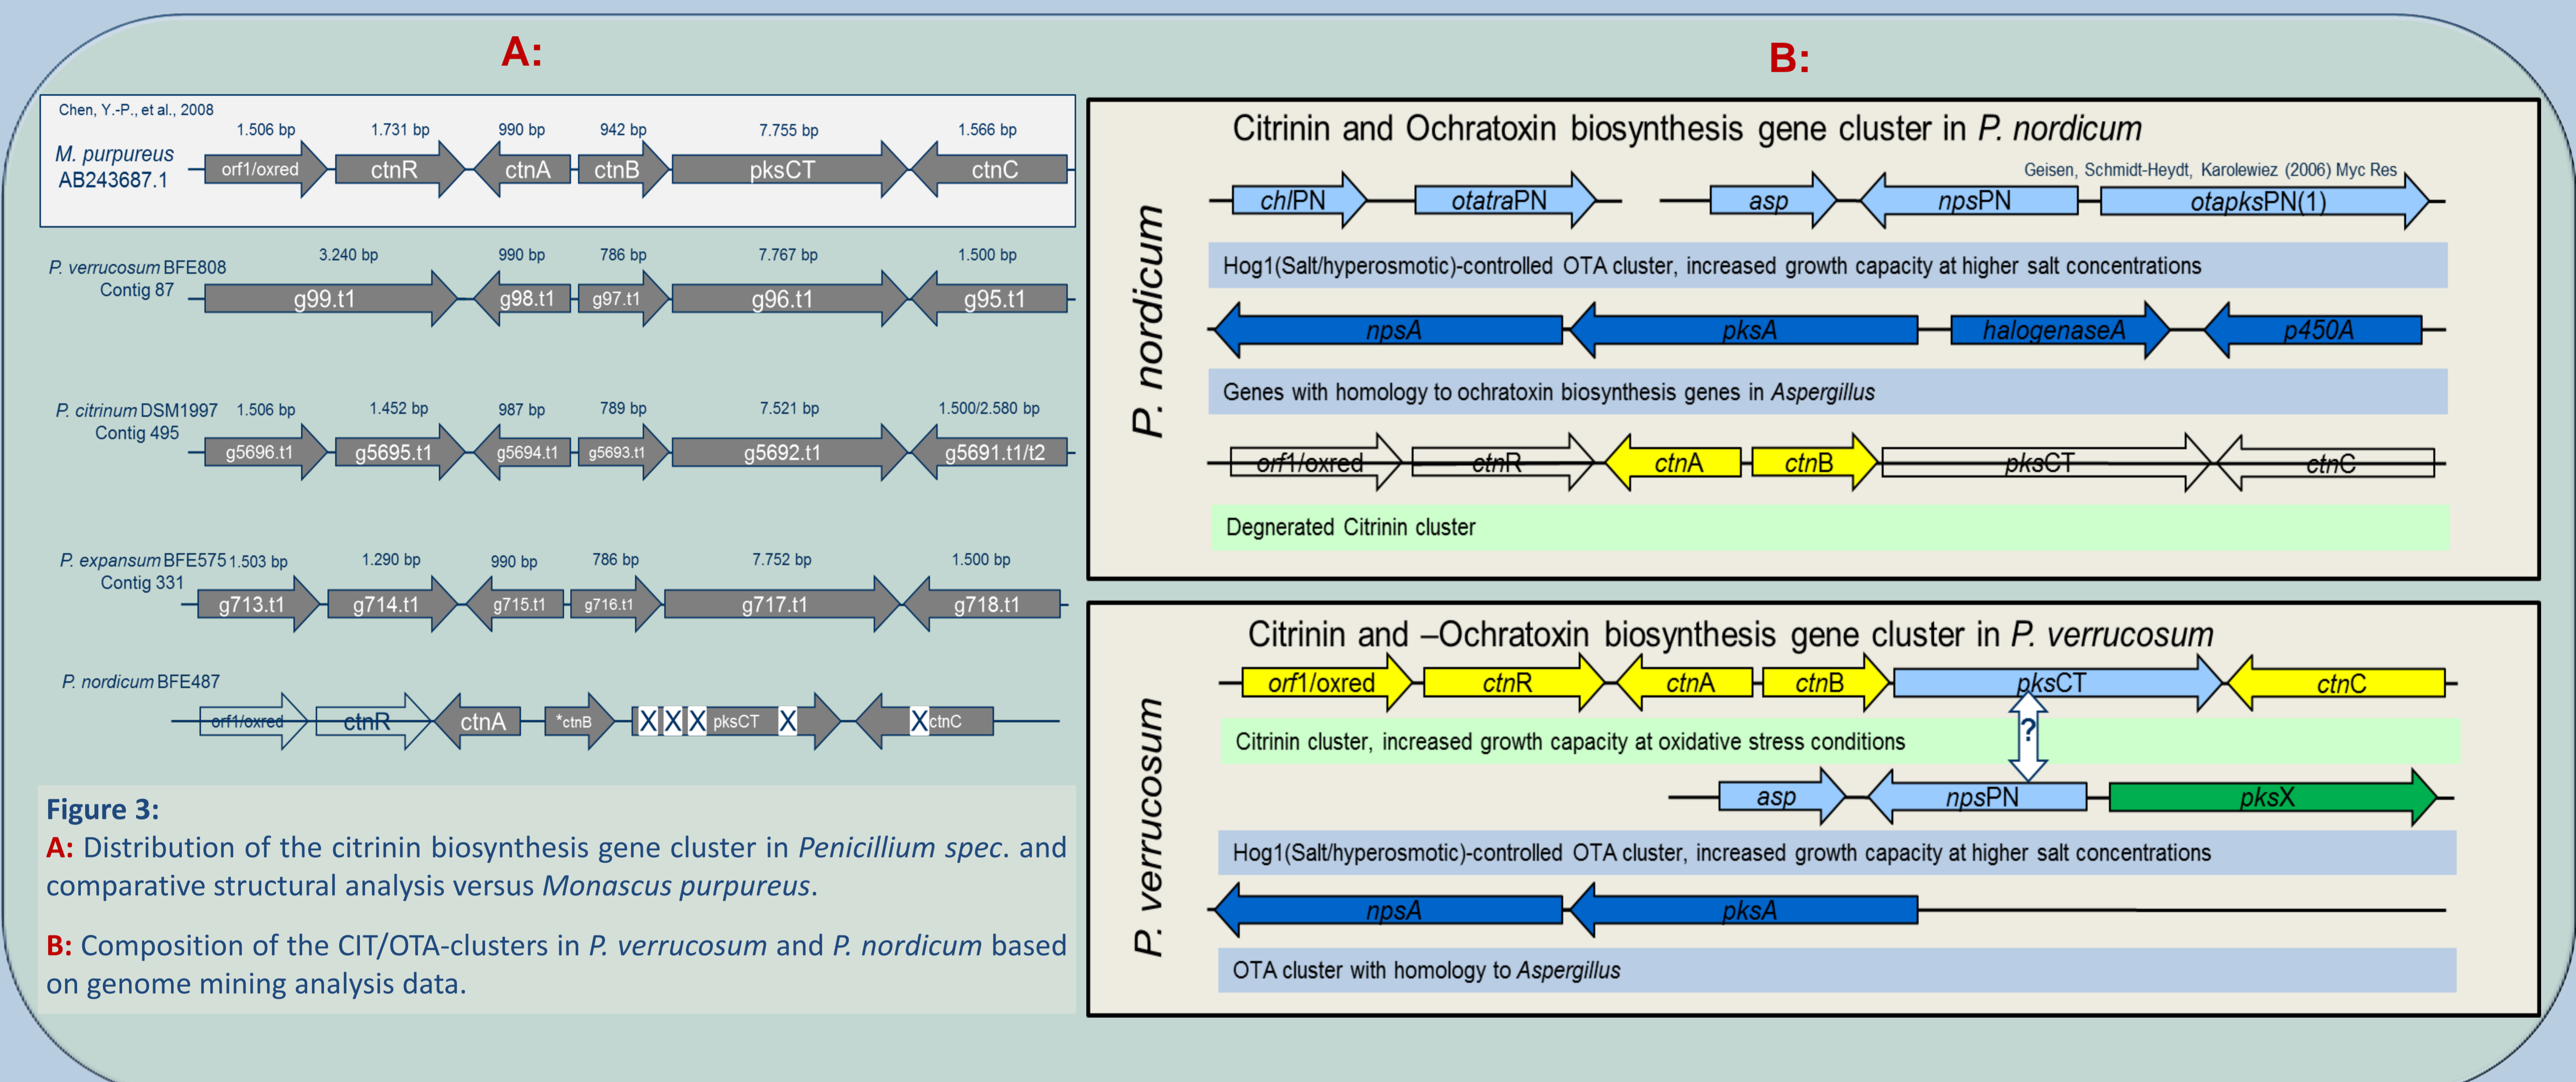 A:
Chen, Y.-P., et al., 2008
1.506 bp 1.731 bp 990 bp 942 bp 7.755 bp 1.566 bp
M. purpureus
AB243687.1
orf1/oxred ctnR ctnA ctnB pksCT ctnC
3.240 bp 990 bp 786 bp 7.767 bp 1.500 bp
P. verrucosum BFE808
Contig 87
g99.t1 g98.t1 g97.t1 g96.t1 g95.t1
P. citrinum DSM1997 1.506 bp 1.452 bp 987 bp 789 bp 7.521 bp 1.500/2.580 bp
Contig 495
g5696.t1 g5695.t1 g5694.t1 g5693.t1 g5692.t1 g5691.t1/t2
P. expansum BFE575 1.503 bp 1.290 bp 990 bp 786 bp 7.752 bp 1.500 bp
Contig 331
g713.t1 g714.t1 g715.t1 g716.t1 g717.t1 g718.t1
P. nordicum BFE487
orf1/oxred ctnR ctnA *ctnB X X X pksCT X X ctnC
Figure 3:
A: Distribution of the citrinin biosynthesis gene cluster in Penicillium spec. and
comparative structural analysis versus Monascus purpureus.
B: Composition of the CIT/OTA-clusters in P. verrucosum and P. nordicum based
on genome mining analysis data.
B:
Citrinin and Ochratoxin biosynthesis gene cluster in P. nordicum
Geisen, Schmidt-Heydt, Karolewiez (2006) Myc Res
P. nordicum
chlPN otatraPN asp npsPN otapksPN(1)
Hog1(Salt/hyperosmotic)-controlled OTA cluster, increased growth capacity at higher salt concentrations
npsA pksA halogenaseA p450A
Genes with homology to ochratoxin biosynthesis genes in Aspergillus
orf1/oxred ctnR ctnA ctnB pksCT ctnC
Degnerated Citrinin cluster
Citrinin and –Ochratoxin biosynthesis gene cluster in P. verrucosum
P. verrucosum
orf1/oxred ctnR ctnA ctnB pksCT ctnC
?
Citrinin cluster, increased growth capacity at oxidative stress conditions
asp npsPN pksX
Hog1(Salt/hyperosmotic)-controlled OTA cluster, increased growth capacity at higher salt concentrations
npsA pksA
OTA cluster with homology to Aspergillus